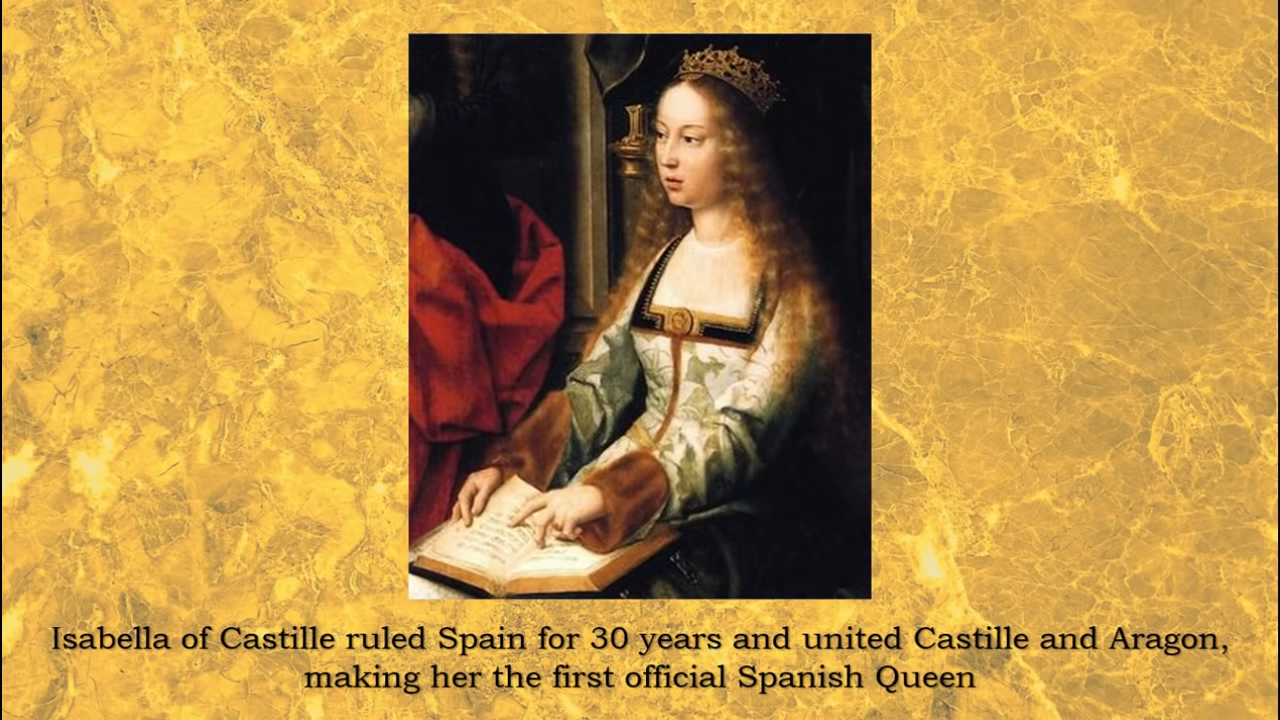 Isabella of Castille ruled Spain for 30 years and united Castille and Aragon,
making her the first official Spanish Queen